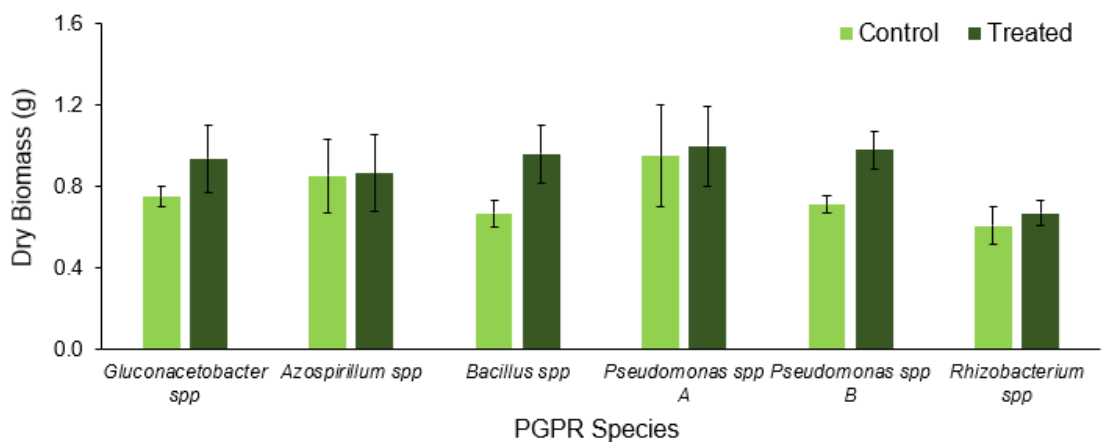 1.6
Control Treated
1.2
0.8
0.4
0.0
Dry Biomass (g)
Gluconacetobacter
spp
Azospirillum spp
Bacillus spp
Pseudomonas spp
A
Pseudomonas spp
B
Rhizobacterium
spp
PGPR Species